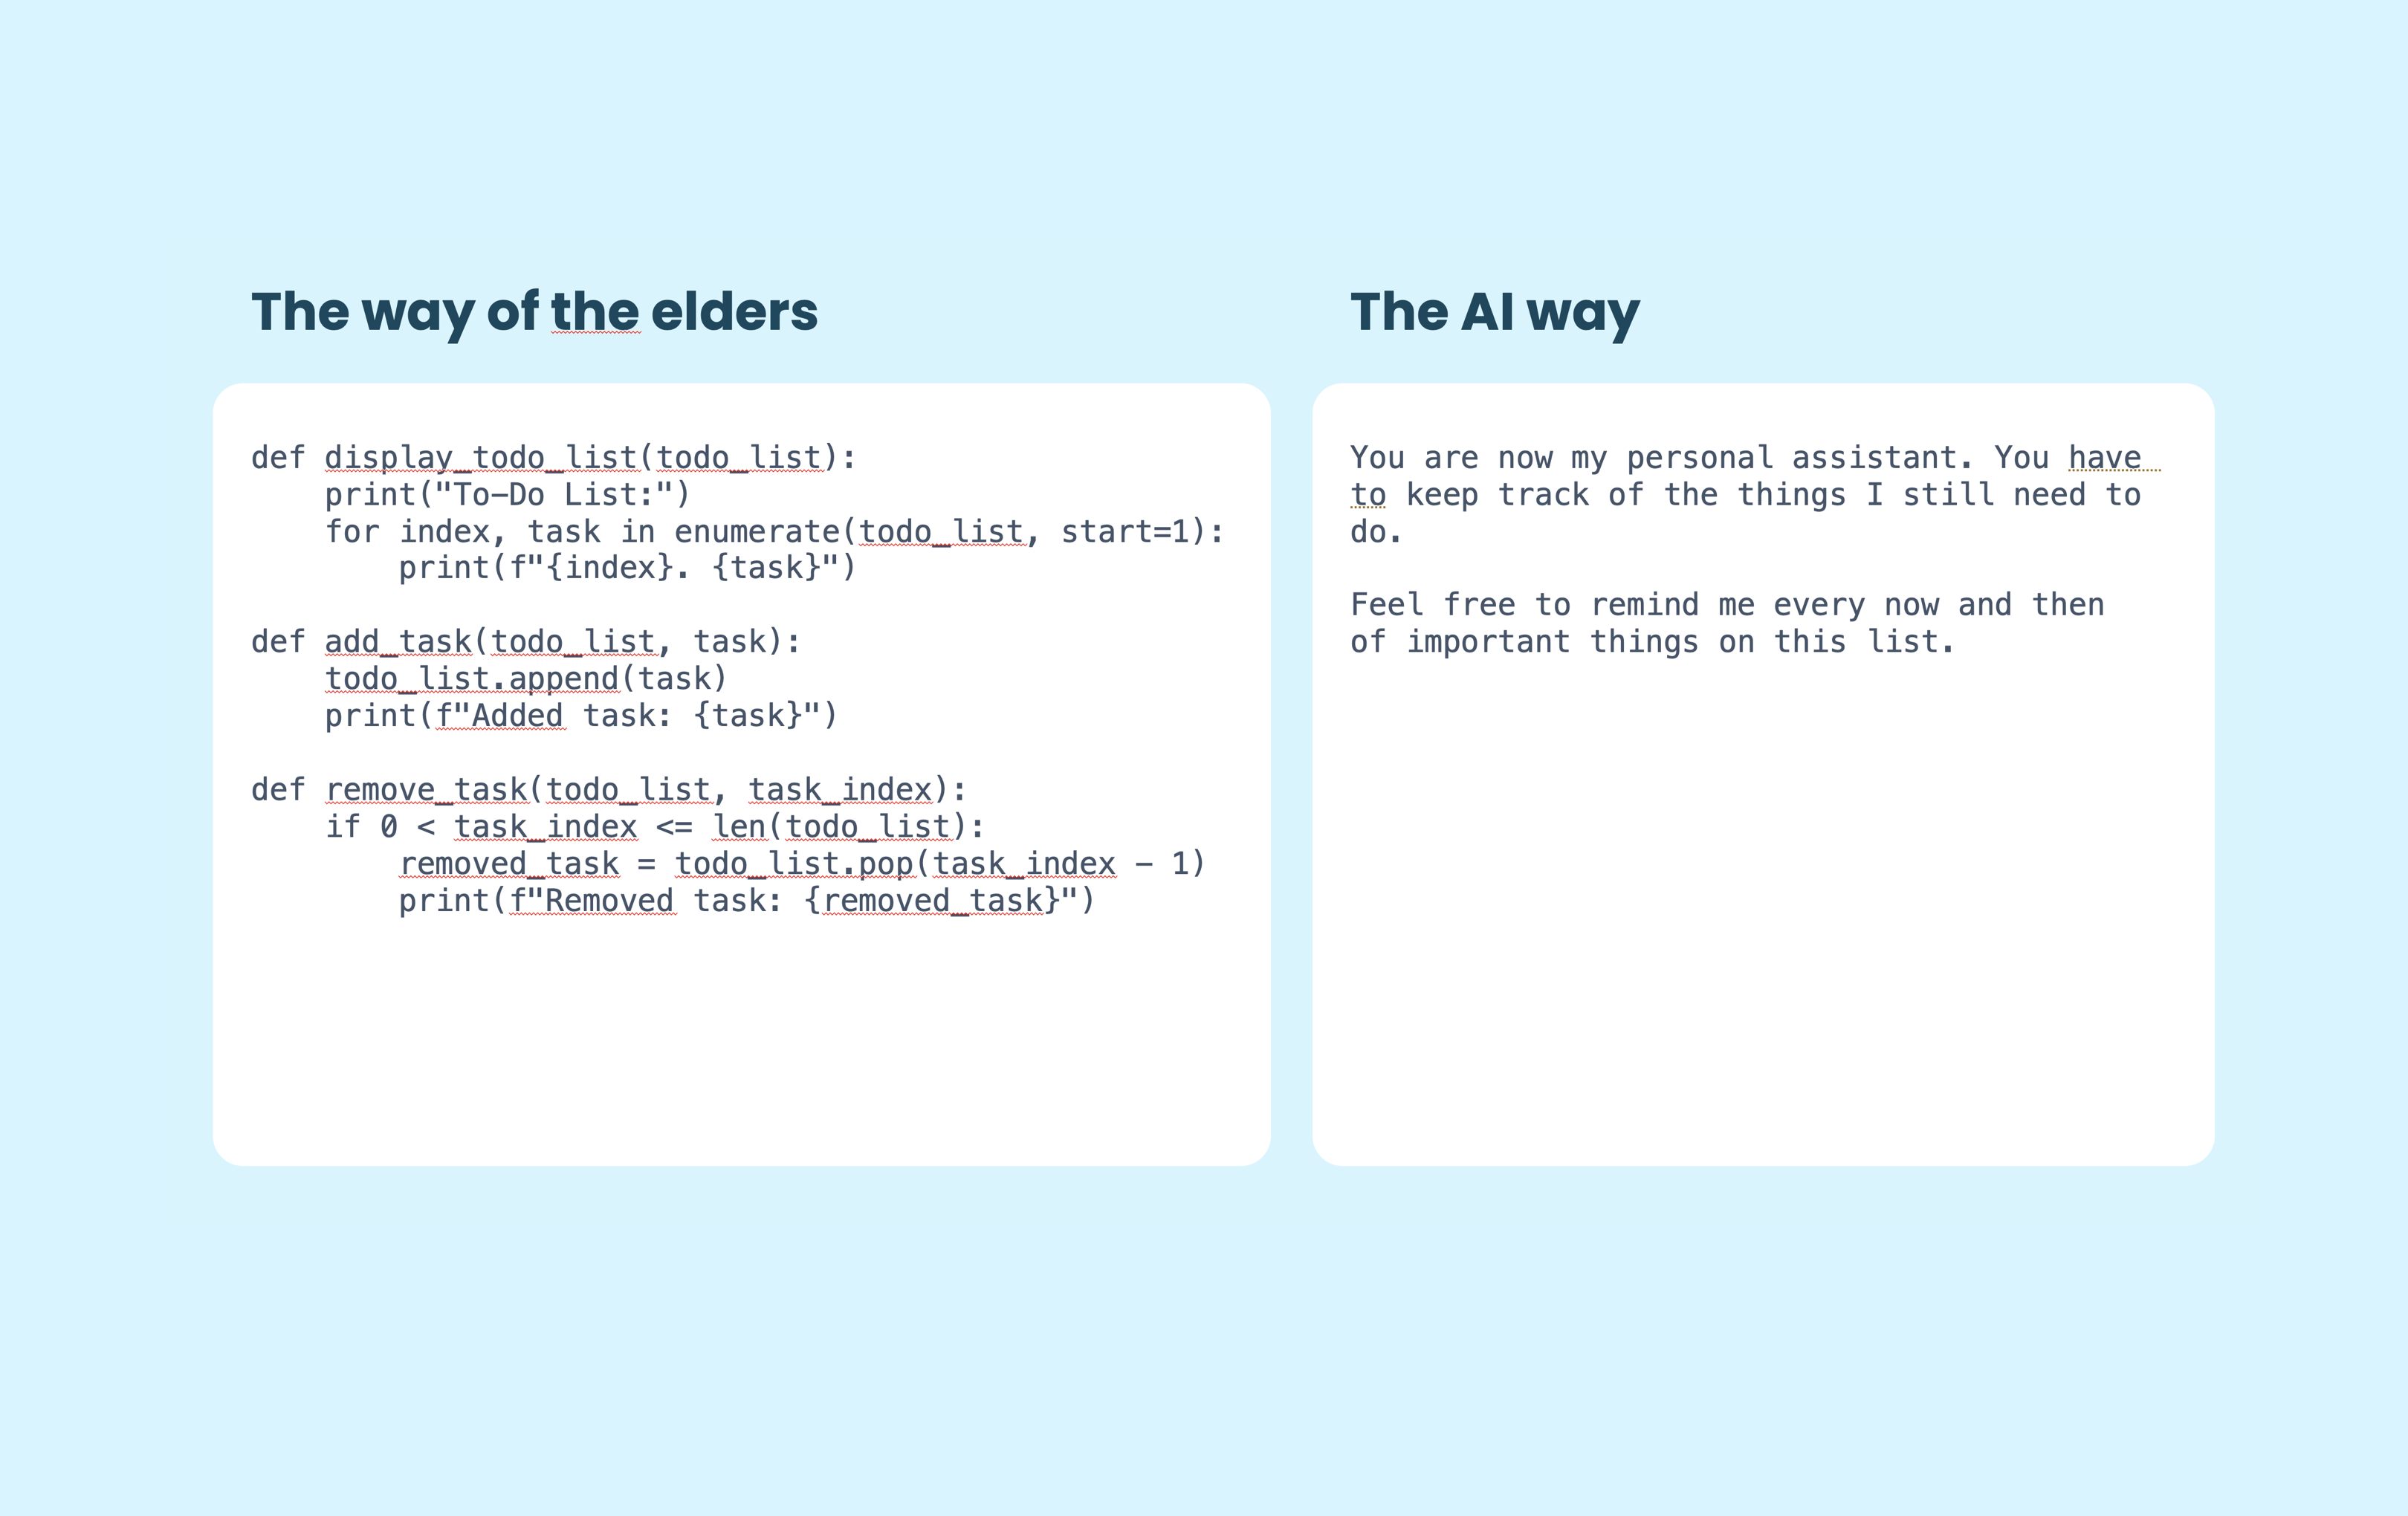 The way of the elders
def display_todo_list(todo_list):
    print("To-Do List:")
    for index, task in enumerate(todo_list, start=1):
        print(f"{index}. {task}")

def add_task(todo_list, task):
    todo_list.append(task)
    print(f"Added task: {task}")

def remove_task(todo_list, task_index):
    if 0 < task_index <= len(todo_list):
        removed_task = todo_list.pop(task_index - 1)
        print(f"Removed task: {removed_task}")

The AI way
You are now my personal assistant. You have
to keep track of the things I still need to
do.

Feel free to remind me every now and then
of important things on this list.